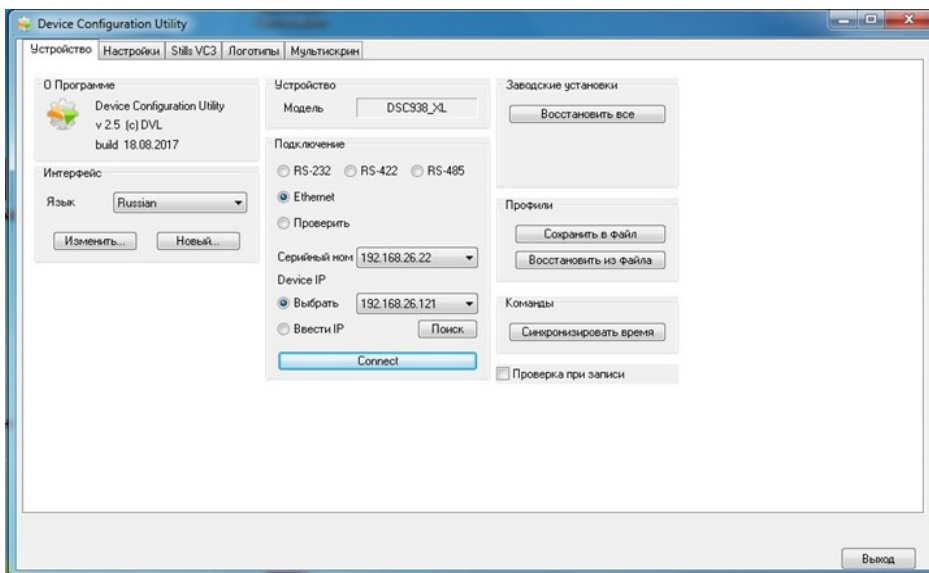 Device Configuration Utility
Устройство
Настройки
Stills VC3
Логотипы
Мультискрин
О Программе
Device Configuration Utility
v 2.5 (c) DVL
build 18.08.2017
Интерфейс
Язык
Russian
Изменить...
Новый...
Устройство
Модель
DSC938_XL
Подключение
RS-232
RS-422
RS-485
Ethernet
Проверить
Серийный ном
192.168.26.22
Device IP
Выбрать
192.168.26.121
Ввести IP
Поиск
Connect
Заводские установки
Восстановить все
Профили
Сохранить в файл
Восстановить из файла
Команды
Синхронизировать время
Проверка при записи
Выход